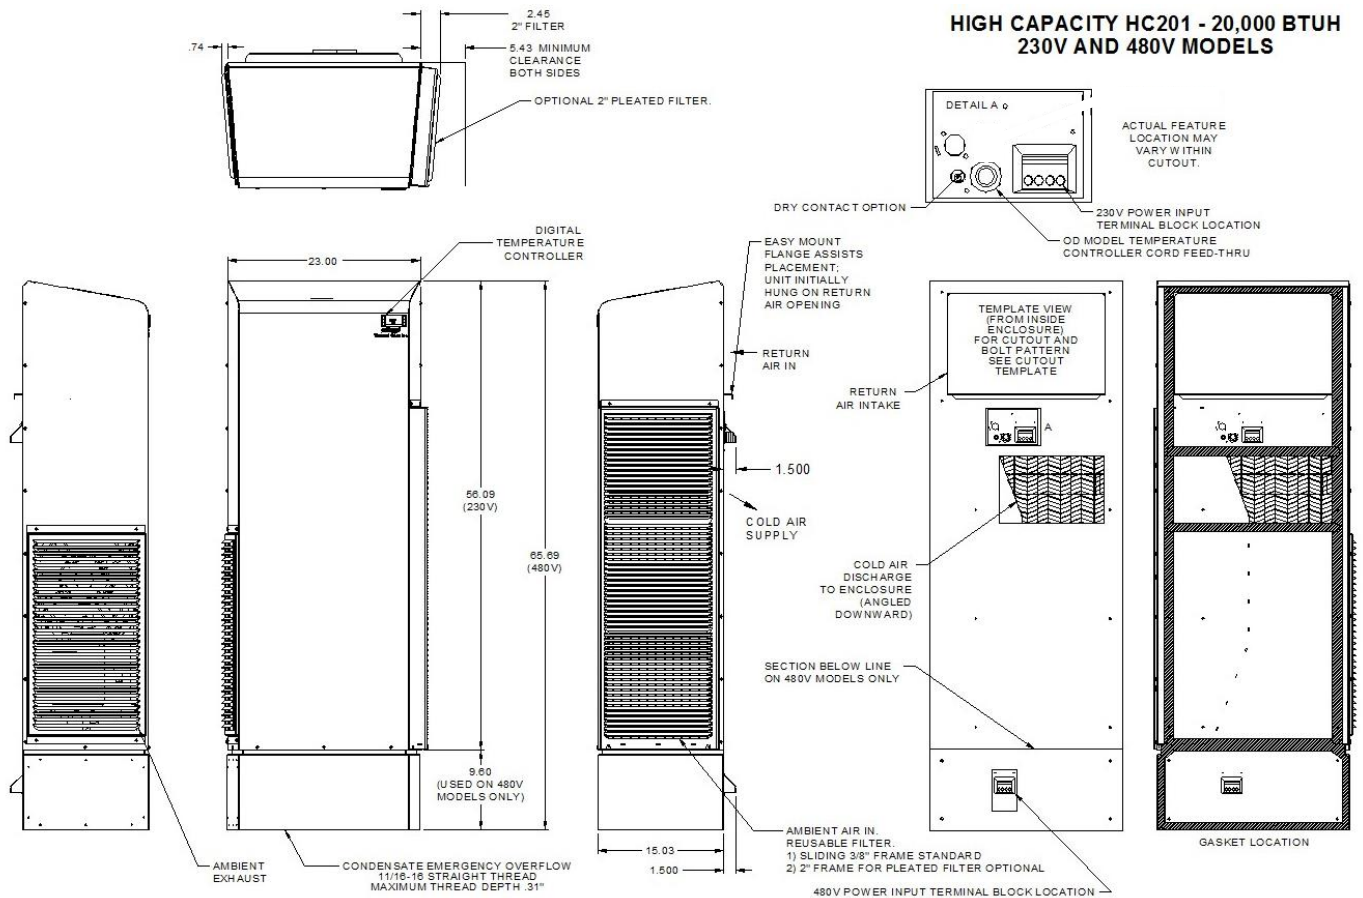 HIGH CAPACITY HC201 - 20,000 BTUH
230V AND 480V MODELS
.74
2.45
2" FILTER
5.43 MINIMUM
CLEARANCE
BOTH SIDES
OPTIONAL 2" PLEATED FILTER.
DETAIL A
ACTUAL FEATURE
LOCATION MAY
VARY WITHIN
CUTOUT.
DRY CONTACT OPTION
230V POWER INPUT
TERMINAL BLOCK LOCATION
OD MODEL TEMPERATURE
CONTROLLER CORD FEED-THRU
DIGITAL
TEMPERATURE
CONTROLLER
23.00
EASY MOUNT
FLANGE ASSISTS
PLACEMENT;
UNIT INITIALLY
HUNG ON RETURN
AIR OPENING
RETURN
AIR IN
TEMPLATE VIEW
(FROM INSIDE
ENCLOSURE)
FOR CUTOUT AND
BOLT PATTERN
SEE CUTOUT
TEMPLATE
RETURN
AIR INTAKE
A
1.500
56.09
(230V)
COLD AIR
SUPPLY
65.69
(480V)
COLD AIR
DISCHARGE
TO ENCLOSURE
(ANGLED
DOWNWARD)
SECTION BELOW LINE
ON 480V MODELS ONLY
9.60
(USED ON 480V
MODELS ONLY)
AMBIENT
EXHAUST
CONDENSATE EMERGENCY OVERFLOW
11/16-16 STRAIGHT THREAD
MAXIMUM THREAD DEPTH .31"
15.03
1.500
AMBIENT AIR IN.
REUSABLE FILTER.
1) SLIDING 3/8" FRAME STANDARD
2) 2" FRAME FOR PLEATED FILTER OPTIONAL
480V POWER INPUT TERMINAL BLOCK LOCATION
GASKET LOCATION